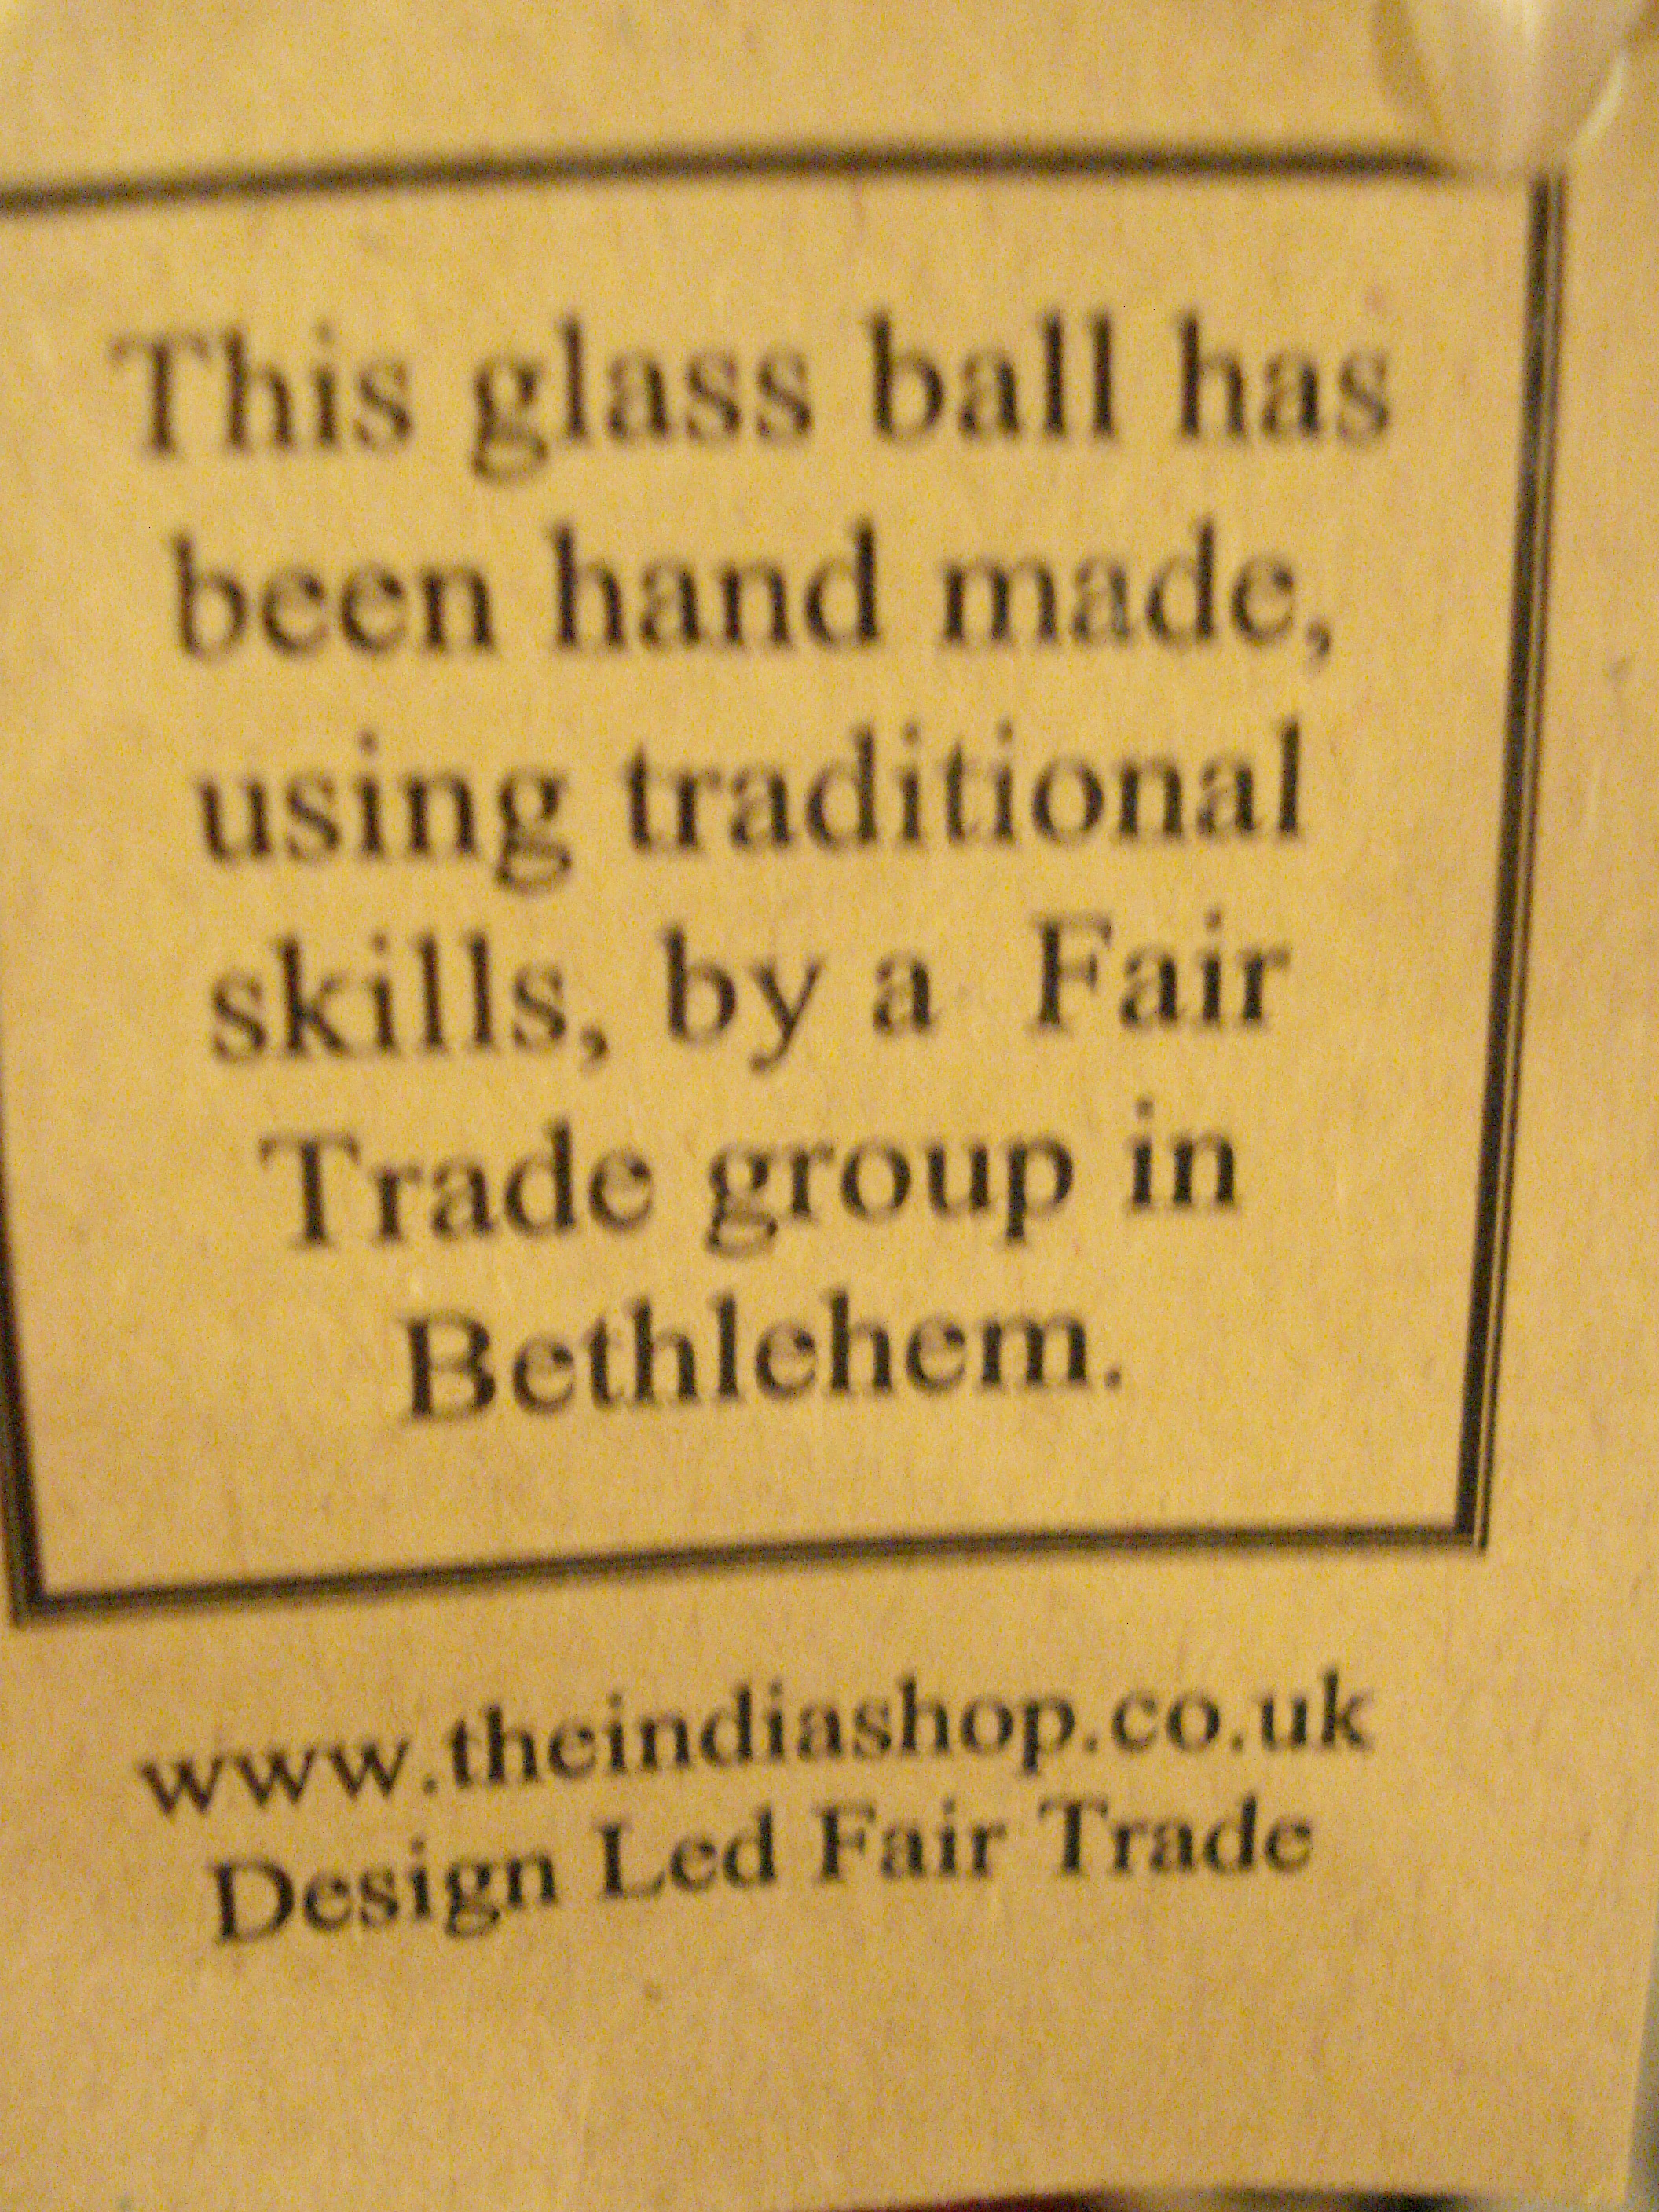 This glass ball has
been hand made,
using traditional
skills, by a Fair
Trade group in
Bethlehem.
www.theindiashop.co.uk
Design Led Fair Trade